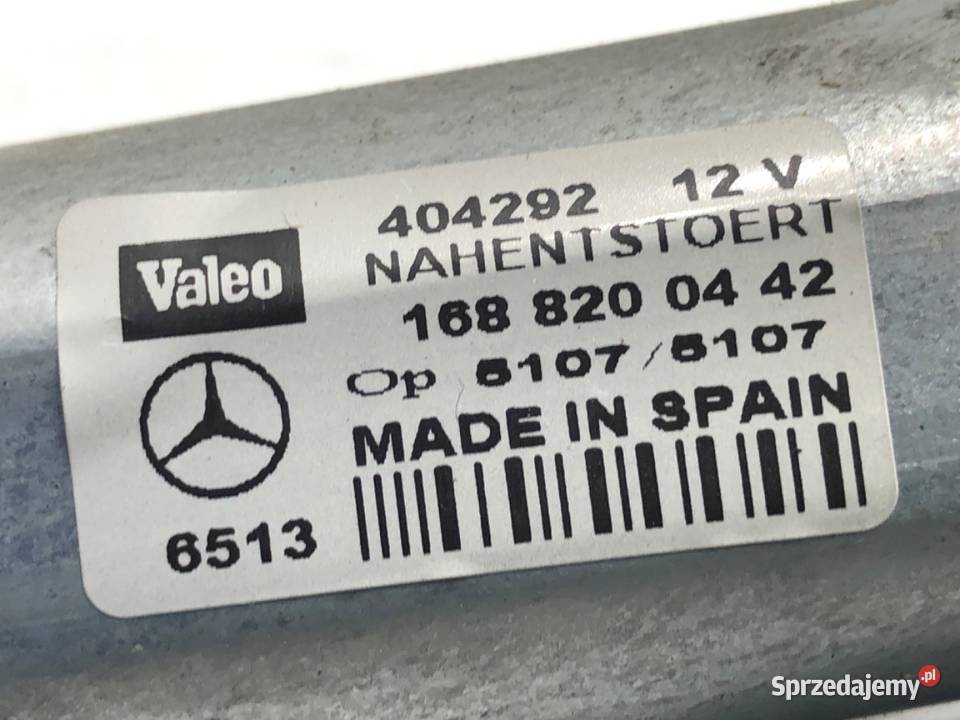 404292 12 V
Valeo
NAHENTSTOERT
168 820 04 42
Op 5107/5107
MADE IN SPAIN
6513
Sprzedajemy.pl